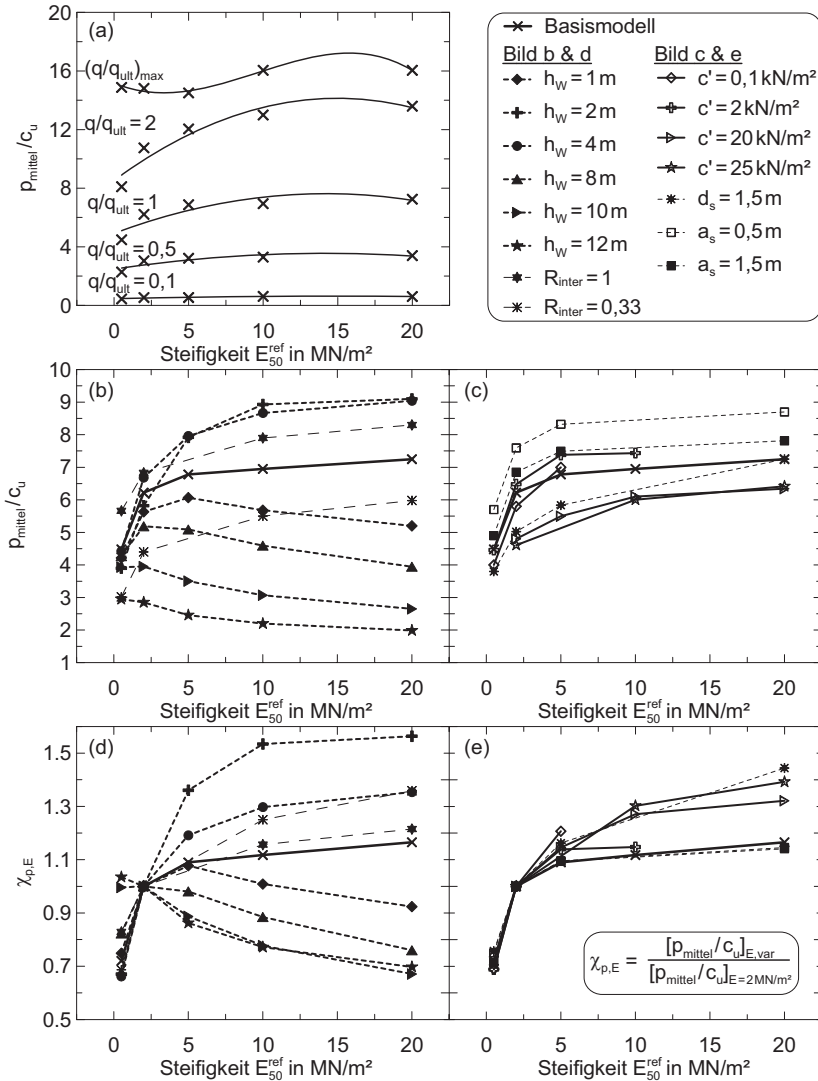 (a)
20
16
12
8
4
0
p_mittel/c_u
(q/q_ult)_max
q/q_ult = 2
q/q_ult = 1
q/q_ult = 0,5
q/q_ult = 0,1
0 5 10 15 20
Steifigkeit E_50^ref in MN/m²
Basismodell
Bild b & d
h_W = 1 m
h_W = 2 m
h_W = 4 m
h_W = 8 m
h_W = 10 m
h_W = 12 m
R_inter = 1
R_inter = 0,33
Bild c & e
c' = 0,1 kN/m²
c' = 2 kN/m²
c' = 20 kN/m²
c' = 25 kN/m²
d_s = 1,5 m
a_s = 0,5 m
a_s = 1,5 m
(b)
10
9
8
7
6
5
4
3
2
1
p_mittel/c_u
0 5 10 15 20
Steifigkeit E_50^ref in MN/m²
(c)
0 5 10 15 20
Steifigkeit E_50^ref in MN/m²
(d)
1.5
1.3
1.1
0.9
0.7
0.5
χ_p,E
0 5 10 15 20
Steifigkeit E_50^ref in MN/m²
(e)
χ_p,E = [p_mittel/c_u]_E,var / [p_mittel/c_u]_E=2MN/m²
0 5 10 15 20
Steifigkeit E_50^ref in MN/m²